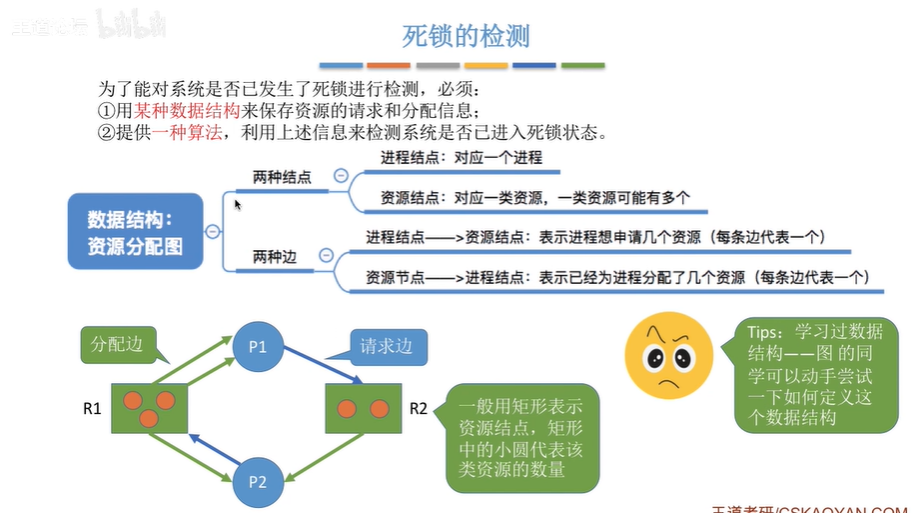 bilibili
死锁的检测
为了能对系统是否已发生了死锁进行检测，必须：
①用某种数据结构来保存资源的请求和分配信息；
②提供一种算法，利用上述信息来检测系统是否已进入死锁状态。
数据结构：
资源分配图
两种结点
进程结点：对应一个进程
资源结点：对应一类资源，一类资源可能有多个
两种边
进程结点——>资源结点：表示进程想申请几个资源（每条边代表一个）
资源节点——>进程结点：表示已经为进程分配了几个资源（每条边代表一个）
分配边
P1
请求边
R1
R2
P2
一般用矩形表示
资源结点，矩形
中的小圆代表该
类资源的数量
Tips：学习过数据
结构——图 的同
学可以动手尝试
一下如何定义这
个数据结构
王道考研/CSKAOYAN.COM